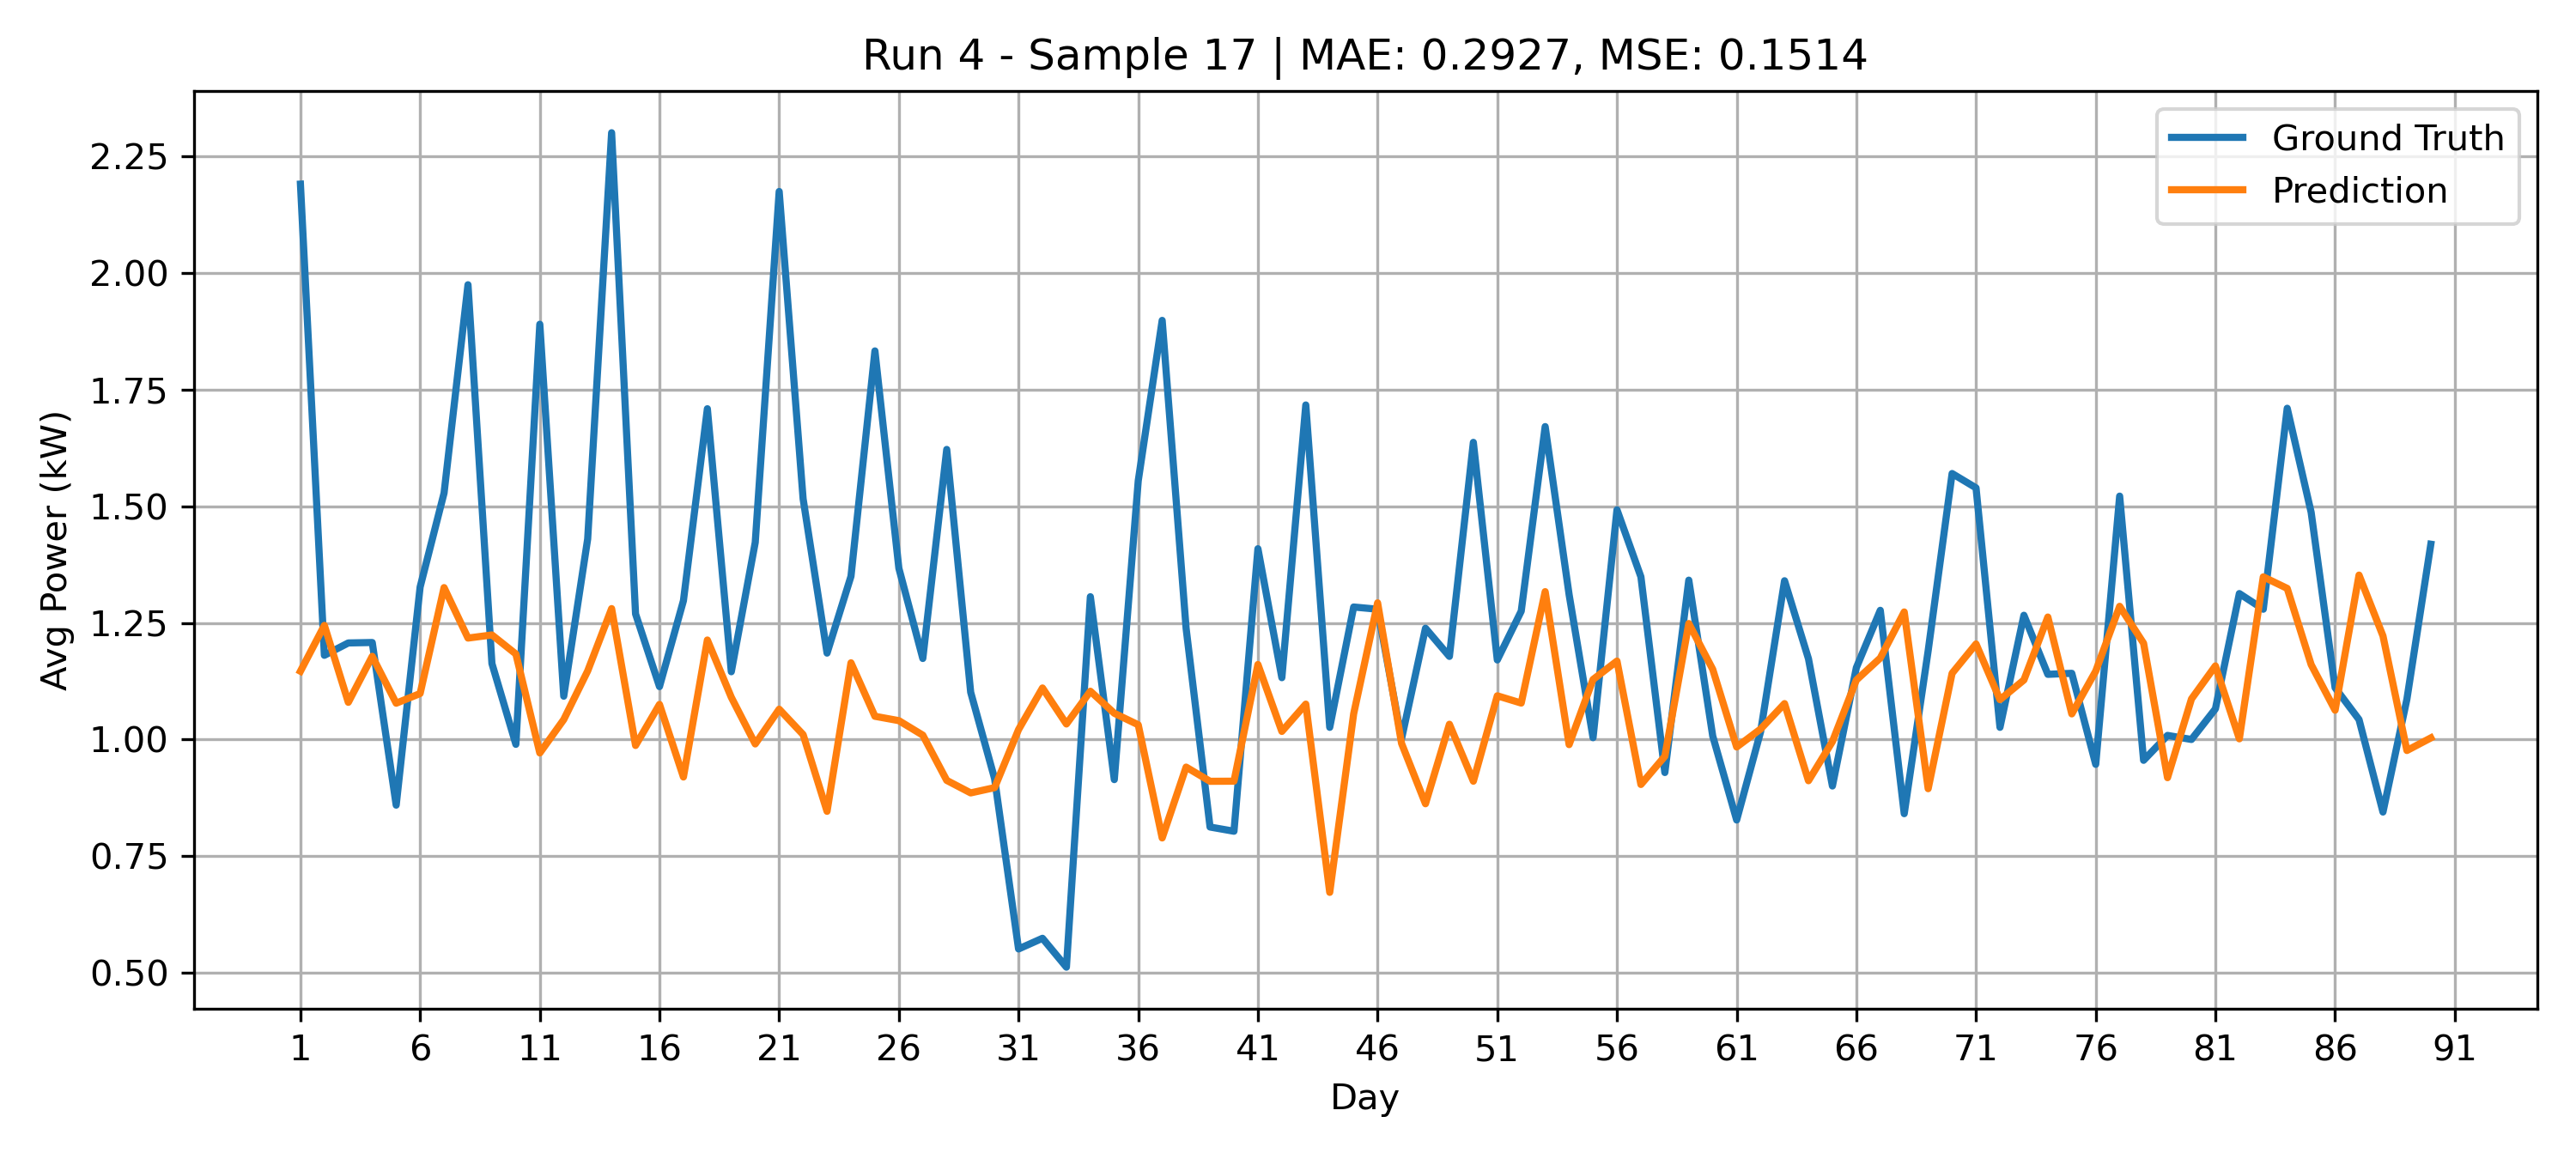 Run 4 - Sample 17 | MAE: 0.2927, MSE: 0.1514
Ground Truth
Prediction
Avg Power (kW)
2.25
2.00
1.75
1.50
1.25
1.00
0.75
0.50
1 6 11 16 21 26 31 36 41 46 51 56 61 66 71 76 81 86 91
Day